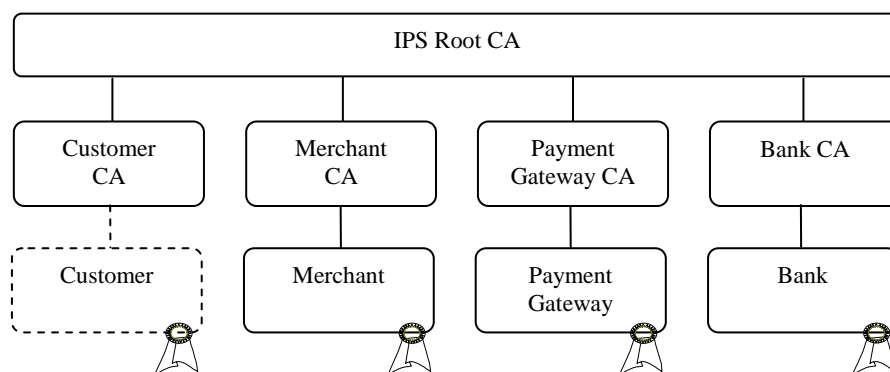 IPS Root CA
Customer
CA
Merchant
CA
Payment
Gateway CA
Bank CA
Customer
Merchant
Payment
Gateway
Bank